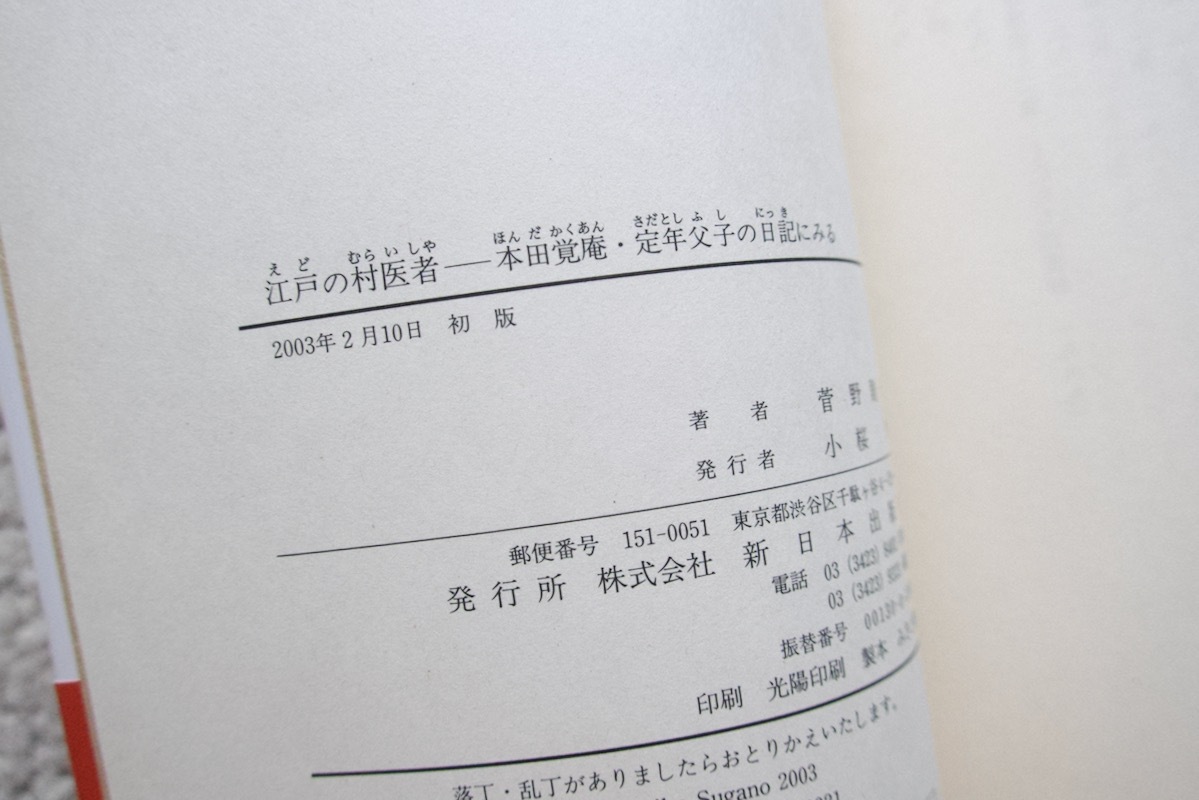 えど むらいしや ほんだかくあん さだとしふし にっき
江戸の村医者――本田覚庵・定年父子の日記にみる
2003年2月10日 初版
著者 菅野
発行者 小桜
郵便番号 151-0051 東京都渋谷区千駄ヶ谷
発行所 株式会社 新日本出
電話 03 (3423)
03 (3423)
振替番号 00130-0-
印刷 光陽印刷 製本
落丁・乱丁がありましたらおとりかえいたします。
Sugano 2003